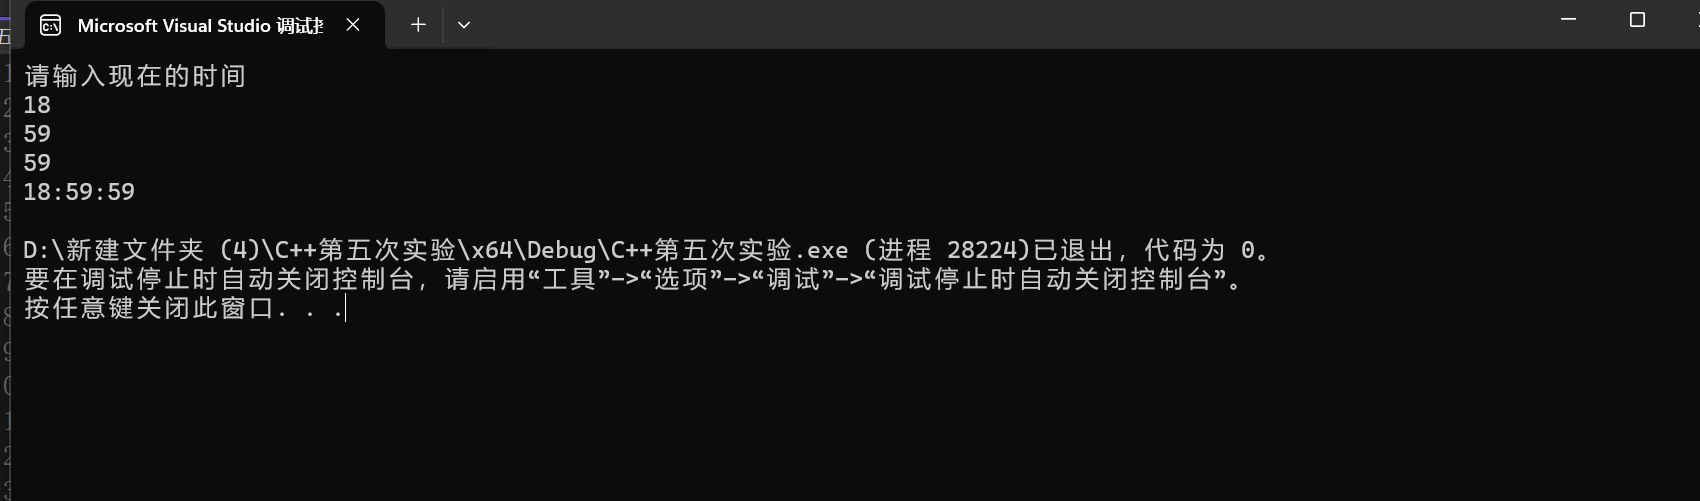 Microsoft Visual Studio 调试控
请输入现在的时间
18
59
59
18:59:59
D:\新建文件夹 (4)\C++第五次实验\x64\Debug\C++第五次实验.exe (进程 28224)已退出，代码为 0。
要在调试停止时自动关闭控制台，请启用“工具”->“选项”->“调试”->“调试停止时自动关闭控制台”。
按任意键关闭此窗口. . .